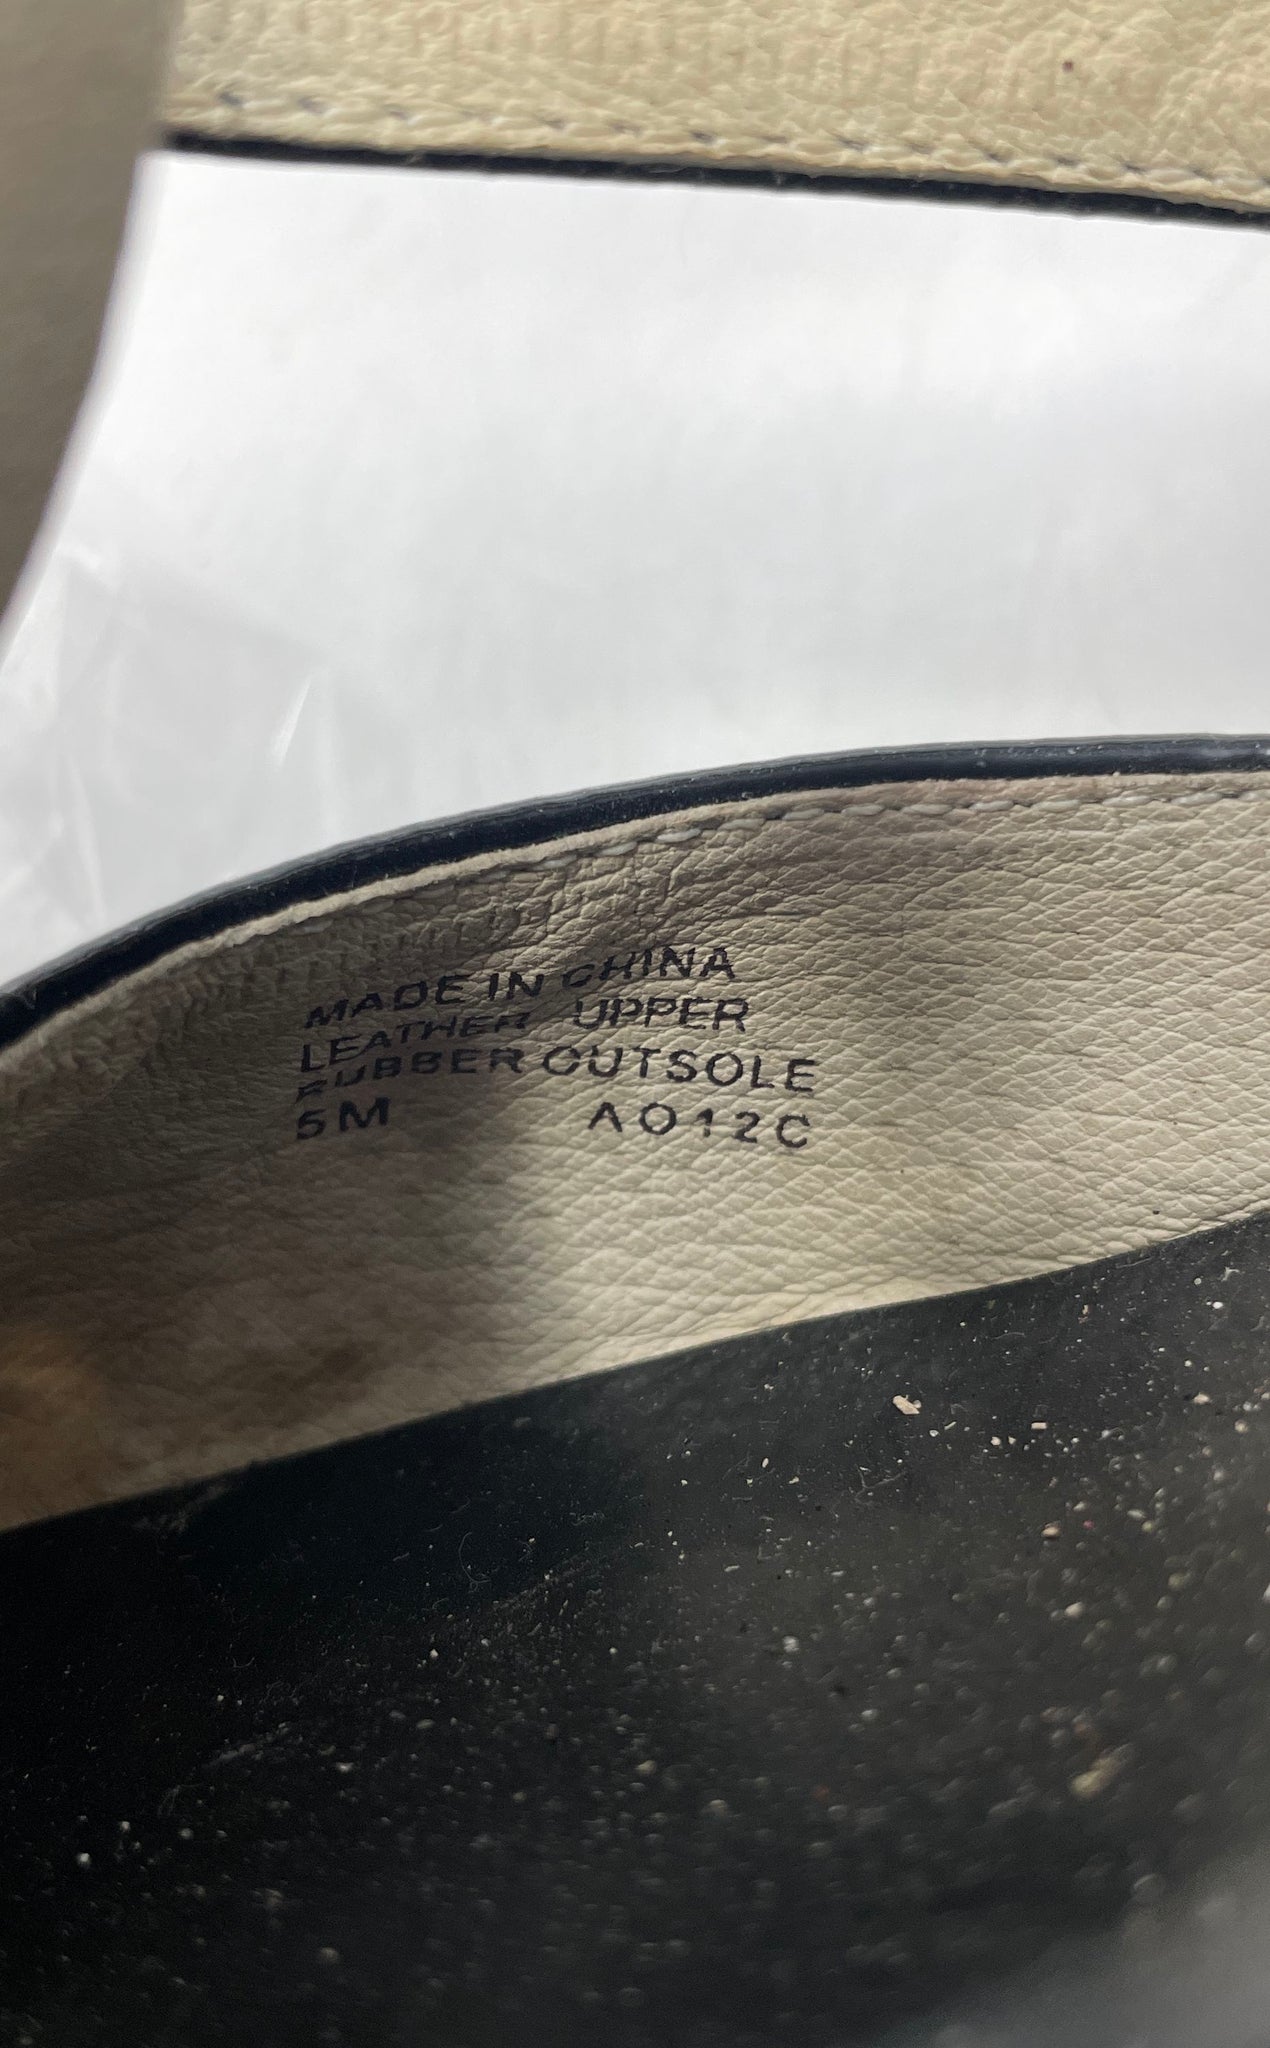 MADE IN CHINA
LEATHER UPPER
RUBBER OUTSOLE
5M A012C